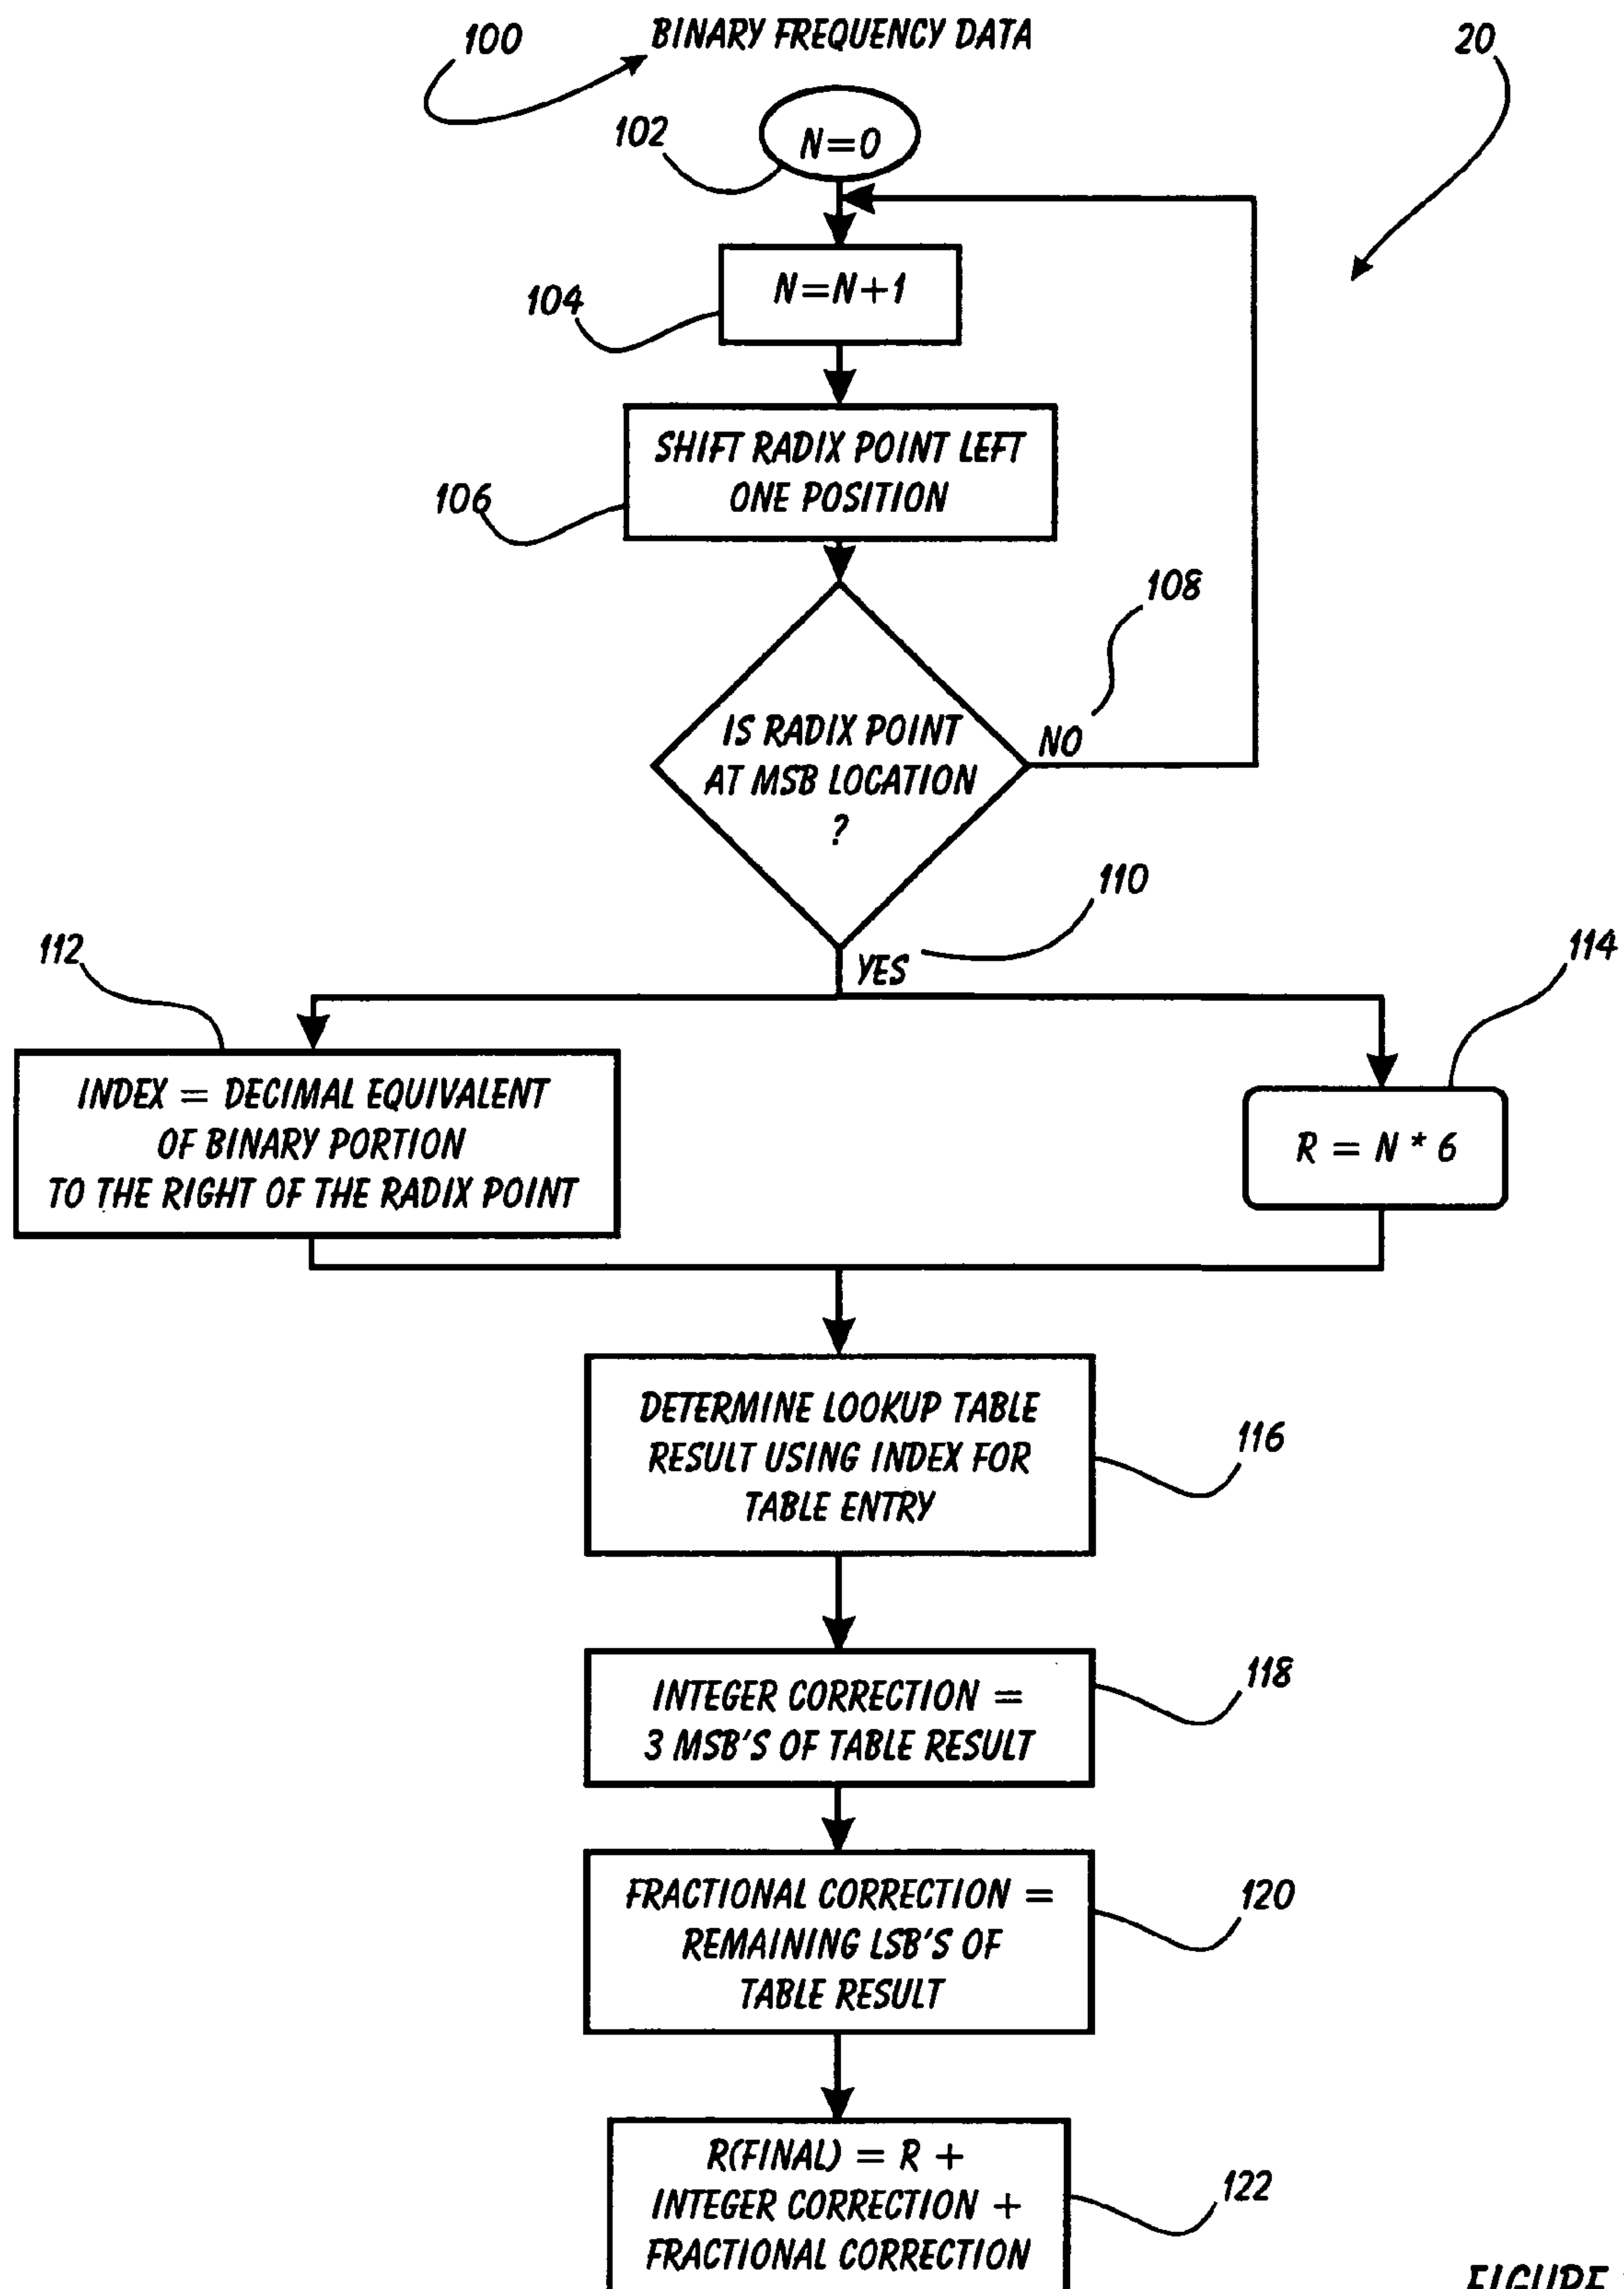 100
BINARY FREQUENCY DATA
20
102
N=0
104
N=N+1
106
SHIFT RADIX POINT LEFT
ONE POSITION
108
IS RADIX POINT
AT MSB LOCATION
?
NO
110
YES
112
114
INDEX = DECIMAL EQUIVALENT
OF BINARY PORTION
TO THE RIGHT OF THE RADIX POINT
R = N * 6
DETERMINE LOOKUP TABLE
RESULT USING INDEX FOR
TABLE ENTRY
116
INTEGER CORRECTION =
3 MSB'S OF TABLE RESULT
118
FRACTIONAL CORRECTION =
REMAINING LSB'S OF
TABLE RESULT
120
R(FINAL) = R +
INTEGER CORRECTION +
FRACTIONAL CORRECTION
122
FIGURE